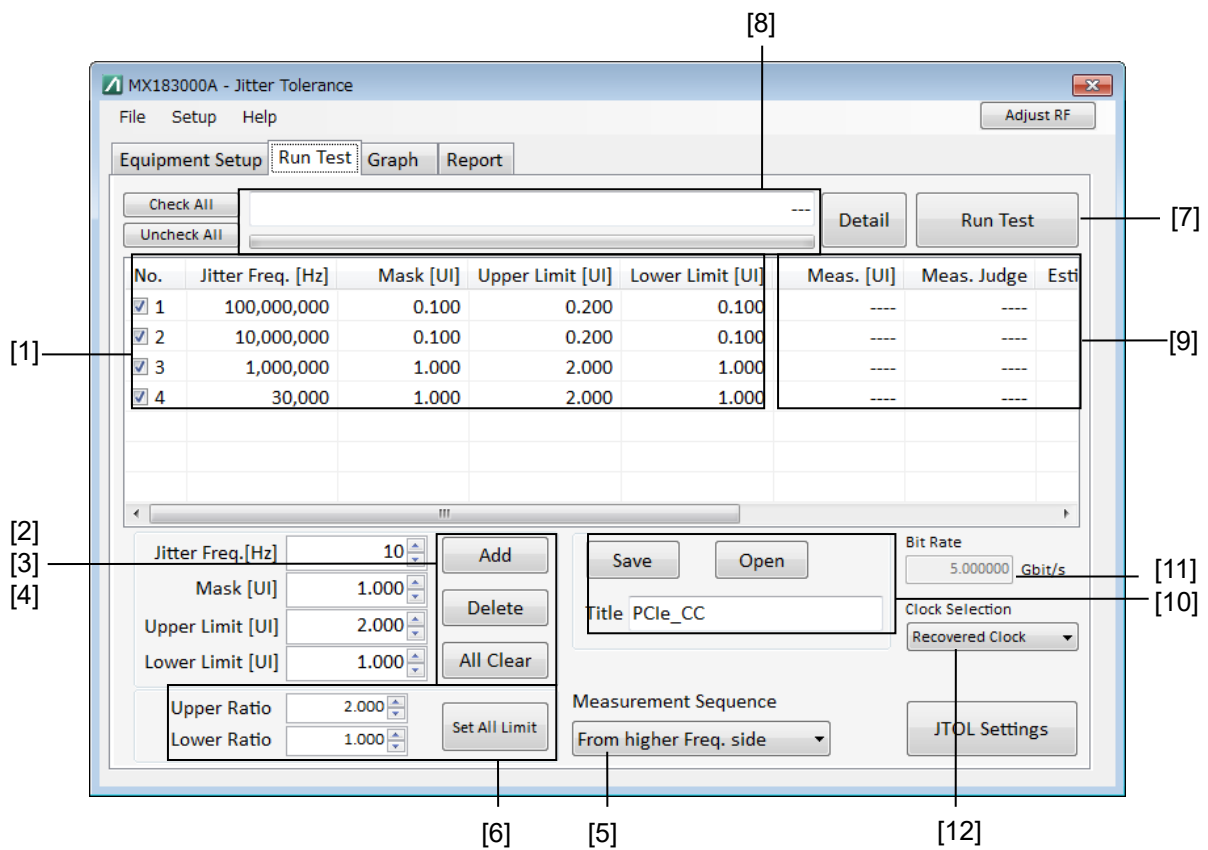 [8]
MX183000A - Jitter Tolerance
File Setup Help Adjust RF
Equipment Setup Run Test Graph Report
Check All --- Detail Run Test [7]
Uncheck All
No. Jitter Freq. [Hz] Mask [UI] Upper Limit [UI] Lower Limit [UI] Meas. [UI] Meas. Judge Esti
1 100,000,000 0.100 0.200 0.100 ---- ----
2 10,000,000 0.100 0.200 0.100 ---- ----
[1] [9]
3 1,000,000 1.000 2.000 1.000 ---- ----
4 30,000 1.000 2.000 1.000 ---- ----
[2]
[3]
[4]
Jitter Freq.[Hz] 10 Add
Mask [UI] 1.000 Delete
Upper Limit [UI] 2.000
Lower Limit [UI] 1.000 All Clear
Save Open
Title PCIe_CC
Bit Rate
5.000000 Gbit/s [11]
[10]
Clock Selection
Recovered Clock
Upper Ratio 2.000 Set All Limit
Lower Ratio 1.000
Measurement Sequence
From higher Freq. side
JTOL Settings
[6] [5] [12]